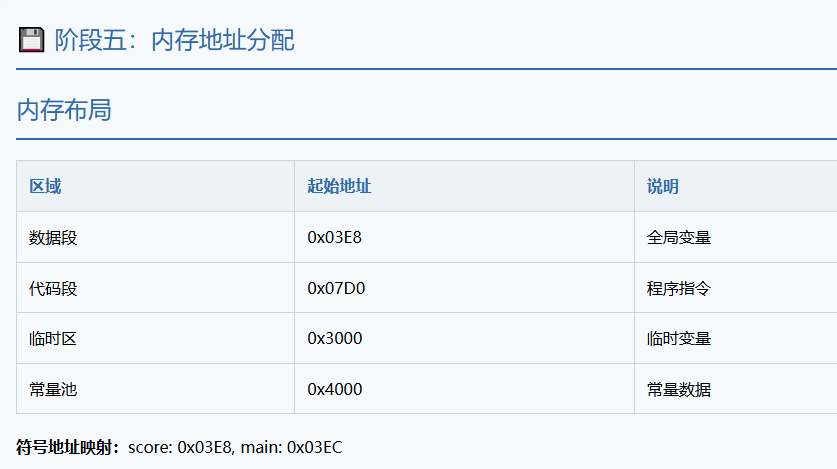 阶段五：内存地址分配
内存布局
区域 起始地址 说明
数据段 0x03E8 全局变量
代码段 0x07D0 程序指令
临时区 0x3000 临时变量
常量池 0x4000 常量数据
符号地址映射：score: 0x03E8, main: 0x03EC